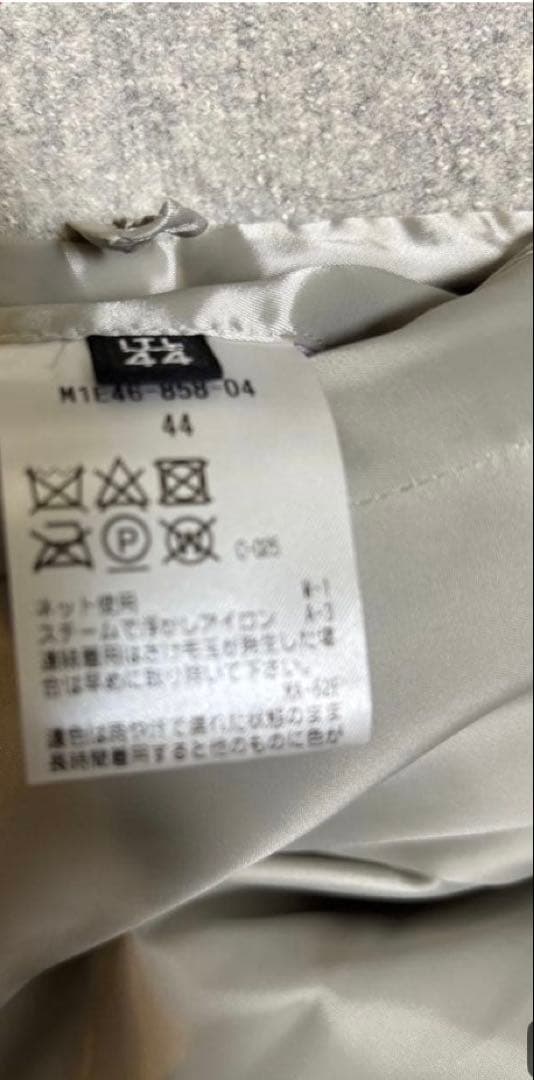 44
M1E46-858-04
44
P
W
C-025
ネット使用 W-1
スチームで浮かしアイロン A-3
連続着用はさけ毛玉が発生した場
合は早めに取り除いて下さい。
濃色は雨や汗で濡れた状態のまま
長時間着用すると他のものに色が